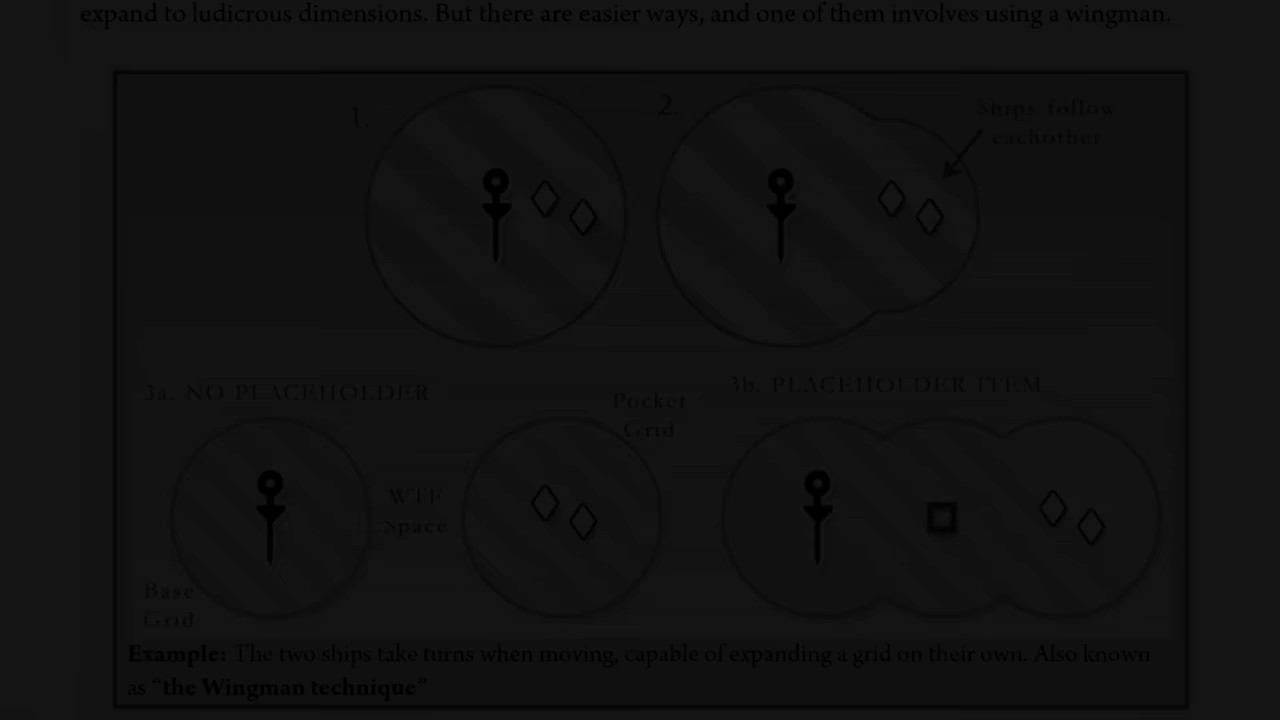 expand to ludicrous dimensions. But there are easier ways, and one of them involves using a wingman.
1.
2.
Ships follow
eachother
3a. NO PLACEHOLDER
Pocket
Grid
3b. PLACEHOLDER ITEM
WTF
Space
Base
Grid
Example: The two ships take turns when moving, capable of expanding a grid on their own. Also known
as “the Wingman technique”